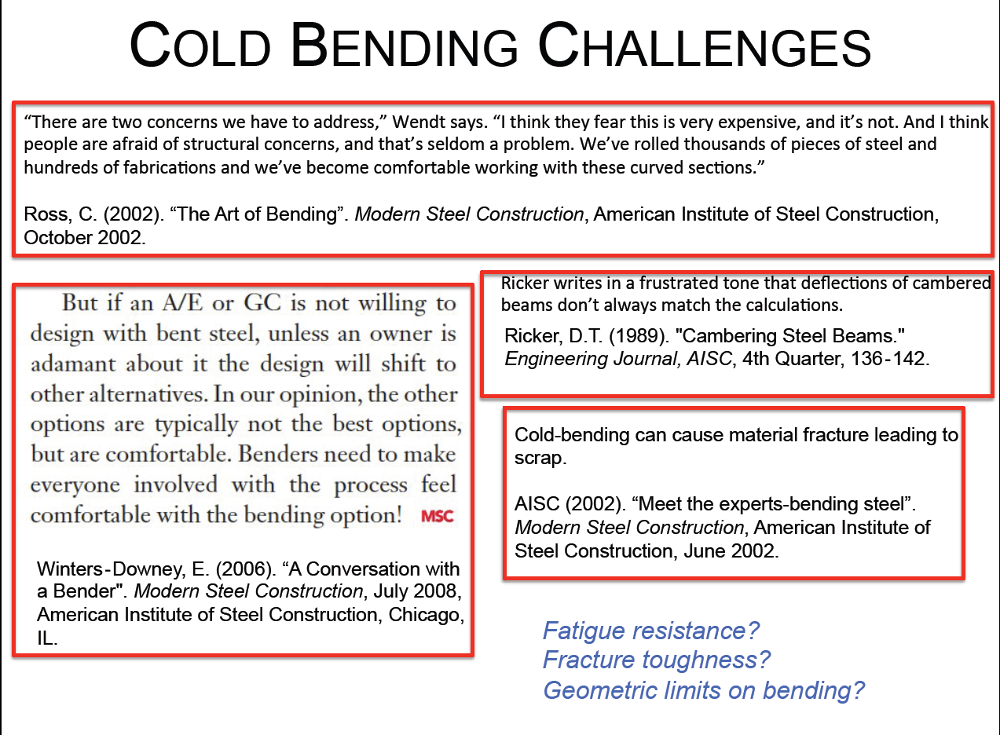 COLD BENDING CHALLENGES
“There are two concerns we have to address,” Wendt says. “I think they fear this is very expensive, and it’s not. And I think
people are afraid of structural concerns, and that’s seldom a problem. We’ve rolled thousands of pieces of steel and
hundreds of fabrications and we’ve become comfortable working with these curved sections.”
Ross, C. (2002). “The Art of Bending”. Modern Steel Construction, American Institute of Steel Construction,
October 2002.
But if an A/E or GC is not willing to
design with bent steel, unless an owner is
adamant about it the design will shift to
other alternatives. In our opinion, the other
options are typically not the best options,
but are comfortable. Benders need to make
everyone involved with the process feel
comfortable with the bending option! MSC
Winters-Downey, E. (2006). “A Conversation with
a Bender". Modern Steel Construction, July 2008,
American Institute of Steel Construction, Chicago,
IL.
Ricker writes in a frustrated tone that deflections of cambered
beams don’t always match the calculations.
Ricker, D.T. (1989). "Cambering Steel Beams."
Engineering Journal, AISC, 4th Quarter, 136-142.
Cold-bending can cause material fracture leading to
scrap.
AISC (2002). “Meet the experts-bending steel”.
Modern Steel Construction, American Institute of
Steel Construction, June 2002.
Fatigue resistance?
Fracture toughness?
Geometric limits on bending?